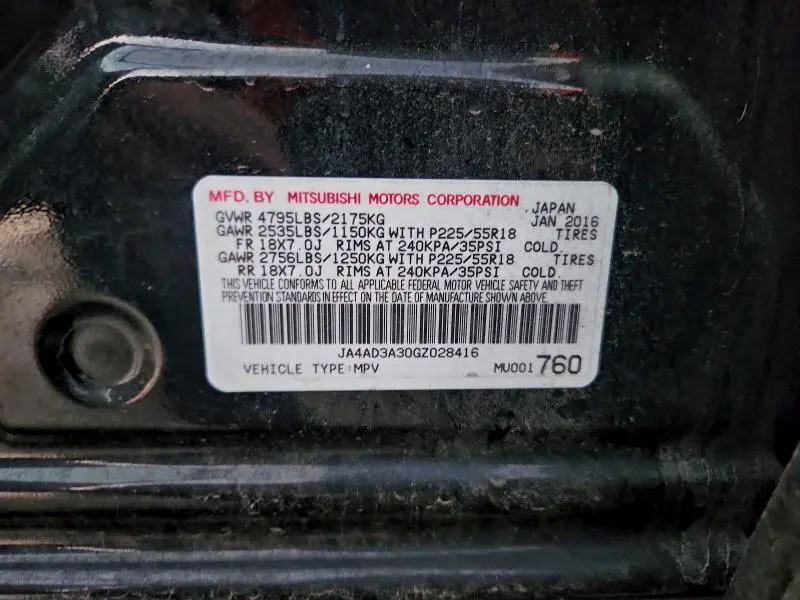 MFD. BY MITSUBISHI MOTORS CORPORATION JAPAN
GVWR 4795LBS/2175KG JAN 2016
GAWR 2535LBS/1150KG WITH P225/55R18 TIRES
FR 18X7.0J RIMS AT 240KPA/35PSI COLD.
GAWR 2756LBS/1250KG WITH P225/55R18 TIRES
RR 18X7.0J RIMS AT 240KPA/35PSI COLD.
THIS VEHICLE CONFORMS TO ALL APPLICABLE FEDERAL MOTOR VEHICLE SAFETY AND THEFT
PREVENTION STANDARDS IN EFFECT ON THE DATE OF MANUFACTURE SHOWN ABOVE.
JA4AD3A30GZ028416
VEHICLE TYPE:MPV MU001760